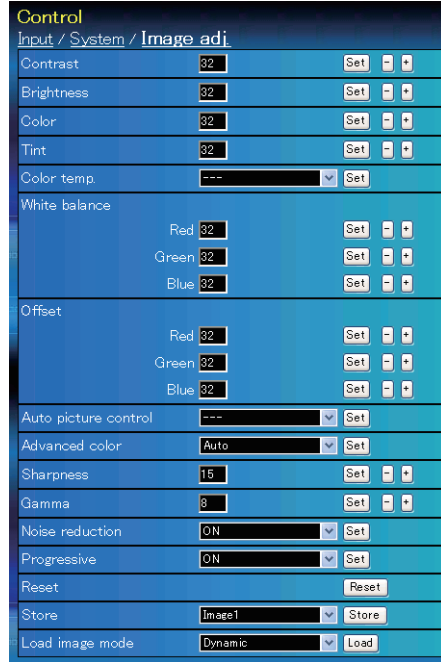 Control
Input / System / Image adj.
Contrast 32 Set - +
Brightness 32 Set - +
Color 32 Set - +
Tint 32 Set - +
Color temp. --- Set
White balance
Red 32 Set - +
Green 32 Set - +
Blue 32 Set - +
Offset
Red 32 Set - +
Green 32 Set - +
Blue 32 Set - +
Auto picture control --- Set
Advanced color Auto Set
Sharpness 15 Set - +
Gamma 8 Set - +
Noise reduction ON Set
Progressive ON Set
Reset Reset
Store Image1 Store
Load image mode Dynamic Load